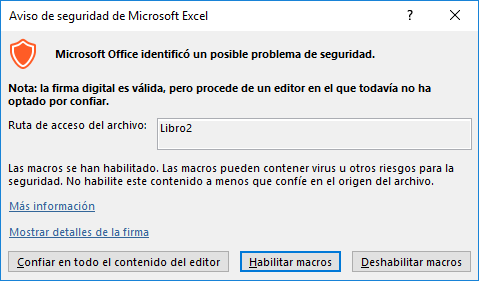 Aviso de seguridad de Microsoft Excel
Microsoft Office identificó un posible problema de seguridad.
Nota: la firma digital es válida, pero procede de un editor en el que todavía no ha
optado por confiar.
Ruta de acceso del archivo: Libro2
Las macros se han habilitado. Las macros pueden contener virus u otros riesgos para la
seguridad. No habilite este contenido a menos que confíe en el origen del archivo.
Más información
Mostrar detalles de la firma
Confiar en todo el contenido del editor Habilitar macros Deshabilitar macros